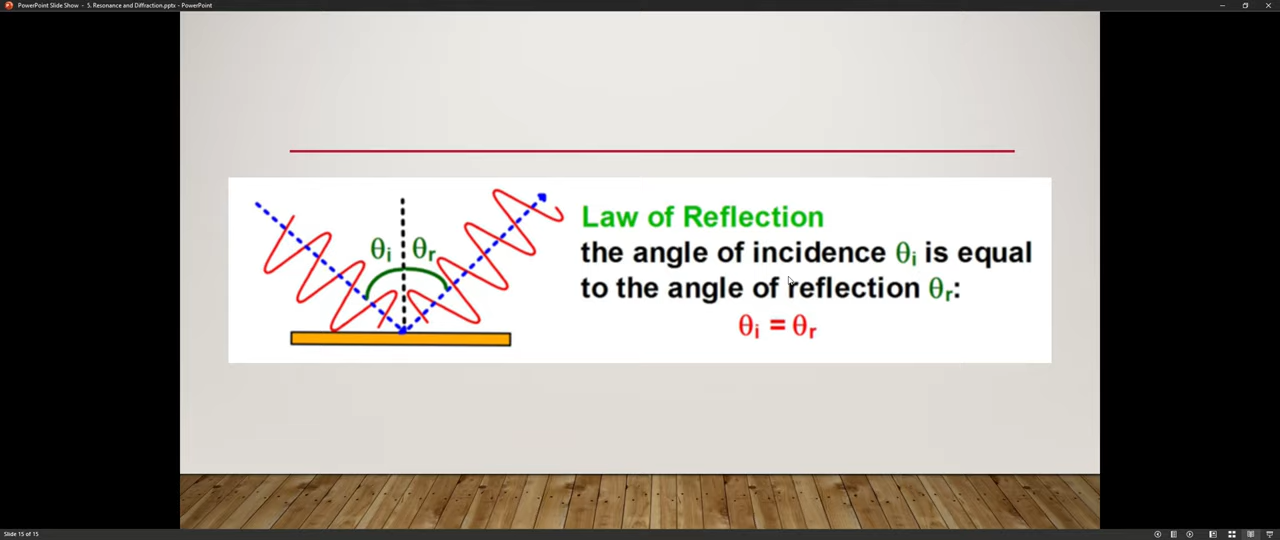 PowerPoint Slide Show - 5. Resonance and Diffraction.pptx - PowerPoint
θi θr
Law of Reflection
the angle of incidence θi is equal
to the angle of reflection θr:
θi = θr
Slide 15 of 15